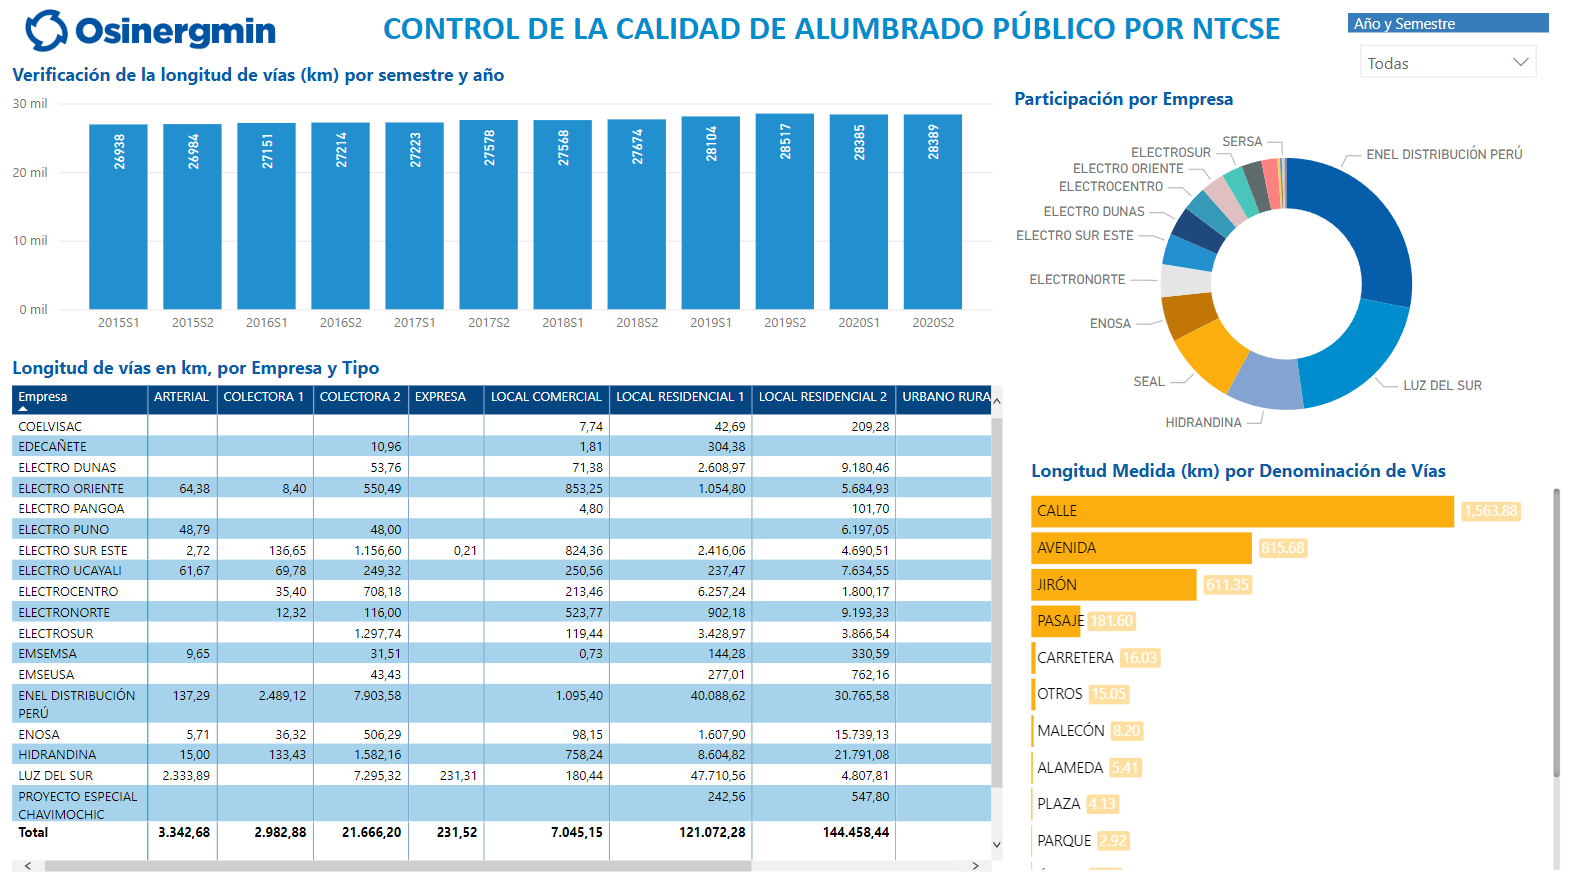 Osinergmin
CONTROL DE LA CALIDAD DE ALUMBRADO PÚBLICO POR NTCSE
Año y Semestre
Todas
Verificación de la longitud de vías (km) por semestre y año
30 mil
20 mil
10 mil
0 mil
26938
26984
27151
27214
27223
27578
27568
27674
28104
28517
28385
28389
2015S1 2015S2 2016S1 2016S2 2017S1 2017S2 2018S1 2018S2 2019S1 2019S2 2020S1 2020S2
Participación por Empresa
SERSA
ELECTROSUR
ELECTRO ORIENTE
ELECTROCENTRO
ELECTRO DUNAS
ELECTRO SUR ESTE
ELECTRONORTE
ENOSA
SEAL
HIDRANDINA
LUZ DEL SUR
ENEL DISTRIBUCIÓN PERÚ
Longitud de vías en km, por Empresa y Tipo
Empresa ARTERIAL COLECTORA 1 COLECTORA 2 EXPRESA LOCAL COMERCIAL LOCAL RESIDENCIAL 1 LOCAL RESIDENCIAL 2 URBANO RURA
COELVISAC 7,74 42,69 209,28
EDECAÑETE 10,96 1,81 304,38
ELECTRO DUNAS 53,76 71,38 2.608,97 9.180,46
ELECTRO ORIENTE 64,38 8,40 550,49 853,25 1.054,80 5.684,93
ELECTRO PANGOA 4,80 101,70
ELECTRO PUNO 48,79 48,00 6.197,05
ELECTRO SUR ESTE 2,72 136,65 1.156,60 0,21 824,36 2.416,06 4.690,51
ELECTRO UCAYALI 61,67 69,78 249,32 250,56 237,47 7.634,55
ELECTROCENTRO 35,40 708,18 213,46 6.257,24 1.800,17
ELECTRONORTE 12,32 116,00 523,77 902,18 9.193,33
ELECTROSUR 1.297,74 119,44 3.428,97 3.866,54
EMSEMSA 9,65 31,51 0,73 144,28 330,59
EMSEUSA 43,43 277,01 762,16
ENEL DISTRIBUCIÓN 137,29 2.489,12 7.903,58 1.095,40 40.088,62 30.765,58
PERÚ
ENOSA 5,71 36,32 506,29 98,15 1.607,90 15.739,13
HIDRANDINA 15,00 133,43 1.582,16 758,24 8.604,82 21.791,08
LUZ DEL SUR 2.333,89 7.295,32 231,31 180,44 47.710,56 4.807,81
PROYECTO ESPECIAL 242,56 547,80
CHAVIMOCHIC
Total 3.342,68 2.982,88 21.666,20 231,52 7.045,15 121.072,28 144.458,44
Longitud Medida (km) por Denominación de Vías
CALLE 1,563.88
AVENIDA 815.68
JIRÓN 611.35
PASAJE 181.60
CARRETERA 16.03
OTROS 15.05
MALECÓN 8.20
ALAMEDA 5.41
PLAZA 4.13
PARQUE 2.92